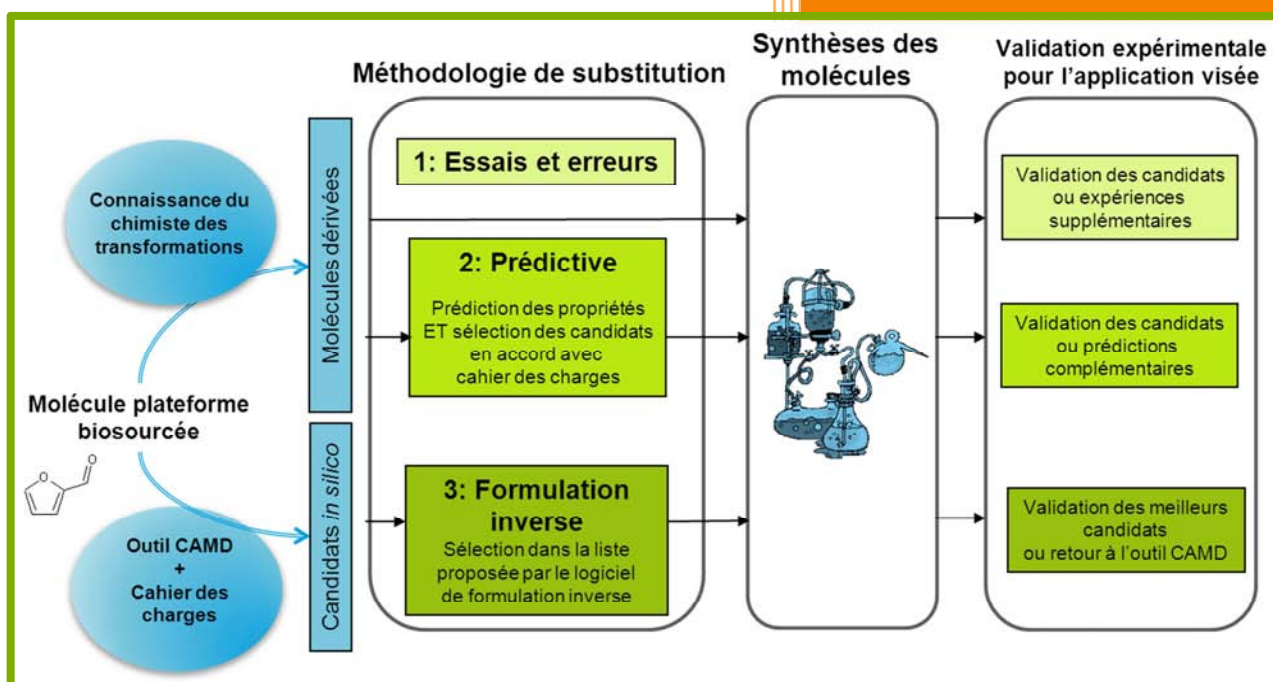 Méthodologie de substitution
Synthèses des
molécules
Validation expérimentale
pour l'application visée
Connaissance du
chimiste des
transformations
Molécule plateforme
biosourcée
O
O
Outil CAMD
+
Cahier des
charges
Molécules dérivées
Candidats in silico
1: Essais et erreurs
2: Prédictive
Prédiction des propriétés
ET sélection des candidats
en accord avec
cahier des charges
3: Formulation
inverse
Sélection dans la liste
proposée par le logiciel
de formulation inverse
Validation des candidats
ou expériences
supplémentaires
Validation des candidats
ou prédictions
complémentaires
Validation des meilleurs
candidats
ou retour à l'outil CAMD